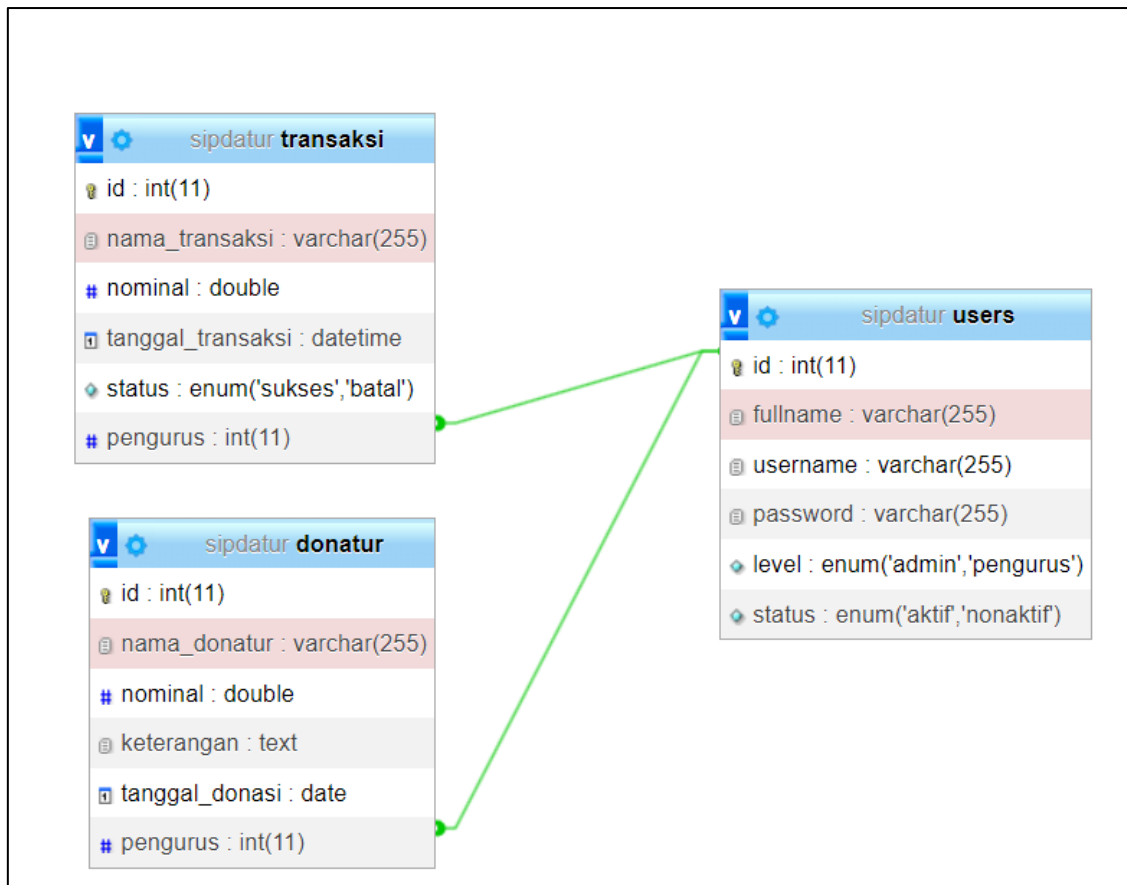 sipdatur transaksi
id : int(11)
nama_transaksi : varchar(255)
# nominal : double
tanggal_transaksi : datetime
status : enum('sukses','batal')
# pengurus : int(11)
sipdatur donatur
id : int(11)
nama_donatur : varchar(255)
# nominal : double
keterangan : text
tanggal_donasi : date
# pengurus : int(11)
sipdatur users
id : int(11)
fullname : varchar(255)
username : varchar(255)
password : varchar(255)
level : enum('admin','pengurus')
status : enum('aktif','nonaktif')